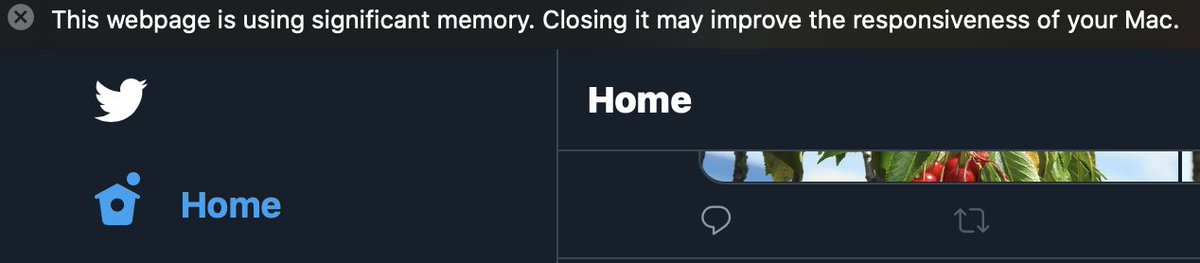 This webpage is using significant memory. Closing it may improve the responsiveness of your Mac.
Home
Home